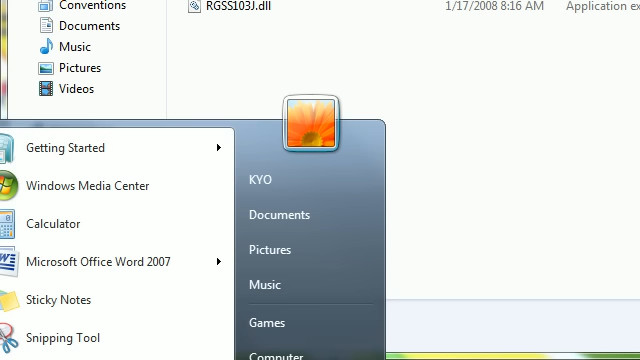 Conventions
RGSS103J.dll 1/17/2008 8:16 AM Application ex
Documents
Music
Pictures
Videos
Getting Started
Windows Media Center
Calculator
Microsoft Office Word 2007
Sticky Notes
Snipping Tool
KYO
Documents
Pictures
Music
Games
Computer